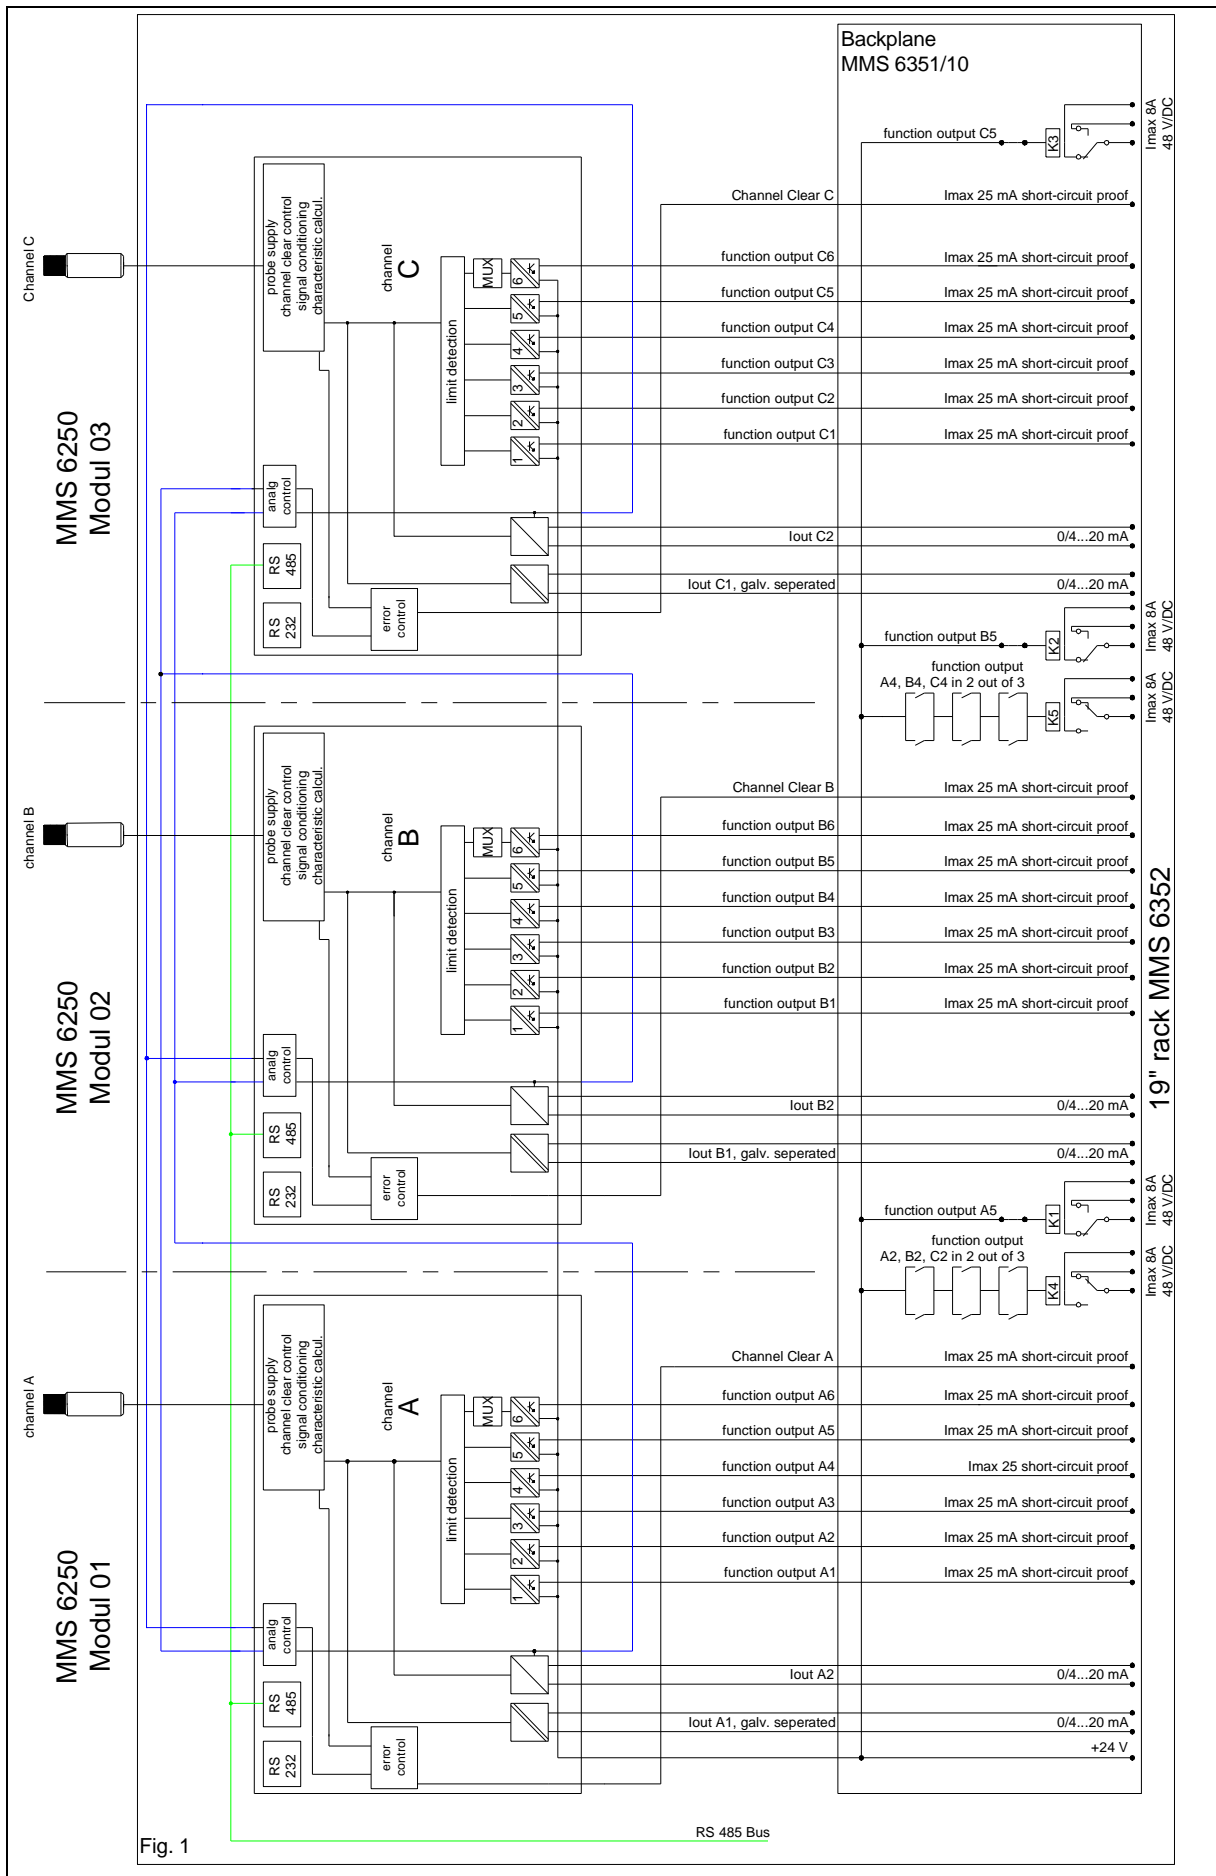 Backplane
MMS 6351/10
function output C5
K3
Imax 8A
48 V/DC
Channel C
MMS 6250
Modul 03
probe supply
channel clear control
signal conditioning
characteristic calcul.
channel
C
limit detection
MUX
6
5
4
3
2
1
analg
control
RS
485
RS
232
error
control
Channel Clear C
Imax 25 mA short-circuit proof
function output C6
Imax 25 mA short-circuit proof
function output C5
Imax 25 mA short-circuit proof
function output C4
Imax 25 mA short-circuit proof
function output C3
Imax 25 mA short-circuit proof
function output C2
Imax 25 mA short-circuit proof
function output C1
Imax 25 mA short-circuit proof
Iout C2
0/4...20 mA
Iout C1, galv. seperated
0/4...20 mA
function output B5
K2
Imax 8A
48 V/DC
function output
A4, B4, C4 in 2 out of 3
K5
Imax 8A
48 V/DC
channel B
MMS 6250
Modul 02
probe supply
channel clear control
signal conditioning
characteristic calcul.
channel
B
limit detection
MUX
6
5
4
3
2
1
analg
control
RS
485
RS
232
error
control
Channel Clear B
Imax 25 mA short-circuit proof
function output B6
Imax 25 mA short-circuit proof
function output B5
Imax 25 mA short-circuit proof
function output B4
Imax 25 mA short-circuit proof
function output B3
Imax 25 mA short-circuit proof
function output B2
Imax 25 mA short-circuit proof
function output B1
Imax 25 mA short-circuit proof
Iout B2
0/4...20 mA
Iout B1, galv. seperated
0/4...20 mA
19" rack MMS 6352
function output A5
K1
Imax 8A
48 V/DC
function output
A2, B2, C2 in 2 out of 3
K4
Imax 8A
48 V/DC
channel A
MMS 6250
Modul 01
probe supply
channel clear control
signal conditioning
characteristic calcul.
channel
A
limit detection
MUX
6
5
4
3
2
1
analg
control
RS
485
RS
232
error
control
Channel Clear A
Imax 25 mA short-circuit proof
function output A6
Imax 25 mA short-circuit proof
function output A5
Imax 25 mA short-circuit proof
function output A4
Imax 25 short-circuit proof
function output A3
Imax 25 mA short-circuit proof
function output A2
Imax 25 mA short-circuit proof
function output A1
Imax 25 mA short-circuit proof
Iout A2
0/4...20 mA
Iout A1, galv. seperated
0/4...20 mA
+24 V
RS 485 Bus
Fig. 1